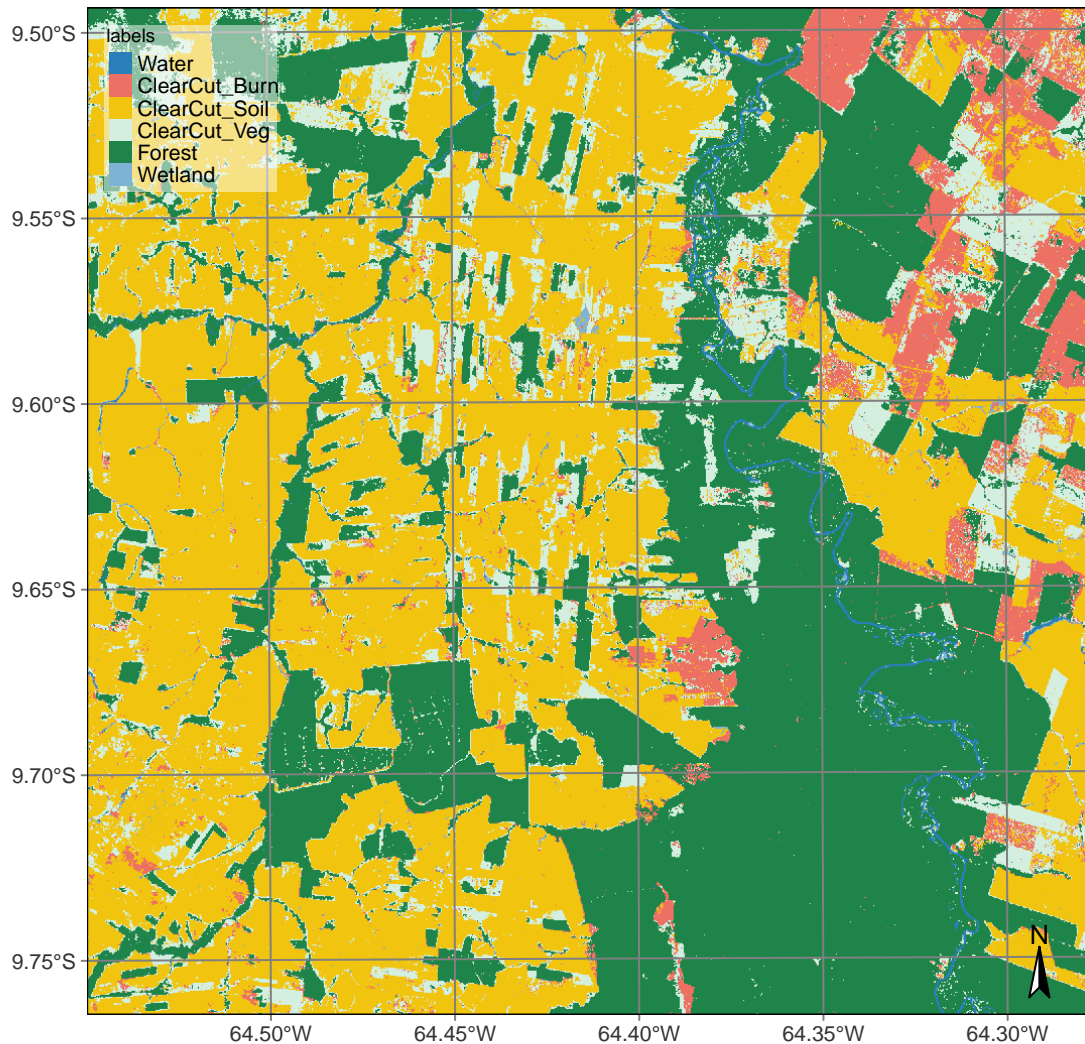 labels
Water
ClearCut_Burn
ClearCut_Soil
ClearCut_Veg
Forest
Wetland
9.50°S
9.55°S
9.60°S
9.65°S
9.70°S
9.75°S
N
64.50°W
64.45°W
64.40°W
64.35°W
64.30°W